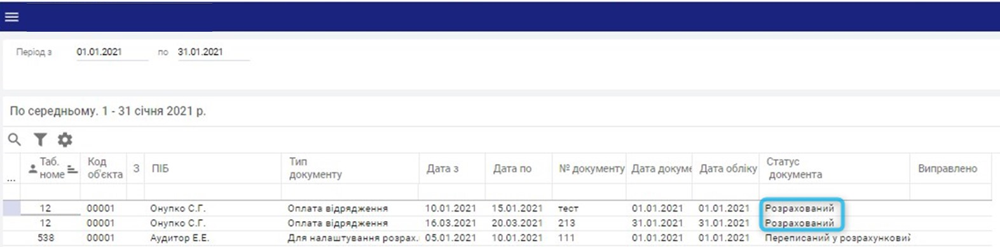 Період з 01.01.2021 по 31.01.2021
По середньому. 1 - 31 січня 2021 р.
... Таб. номе Код об'єкта З ПІБ Тип документу Дата з Дата по № документу Дата докуме Дата обліку Статус документа Виправлено
12 00001 Онупко С.Г. Оплата відрядження 10.01.2021 15.01.2021 тест 01.01.2021 01.01.2021 Розрахований
12 00001 Онупко С.Г. Оплата відрядження 16.03.2021 20.03.2021 213 31.01.2021 31.01.2021 Розрахований
538 00001 Аудитор Е.Е. Для налаштування розрах. 05.01.2021 10.01.2021 111 01.01.2021 01.01.2021 Переписаний у розрахунковий